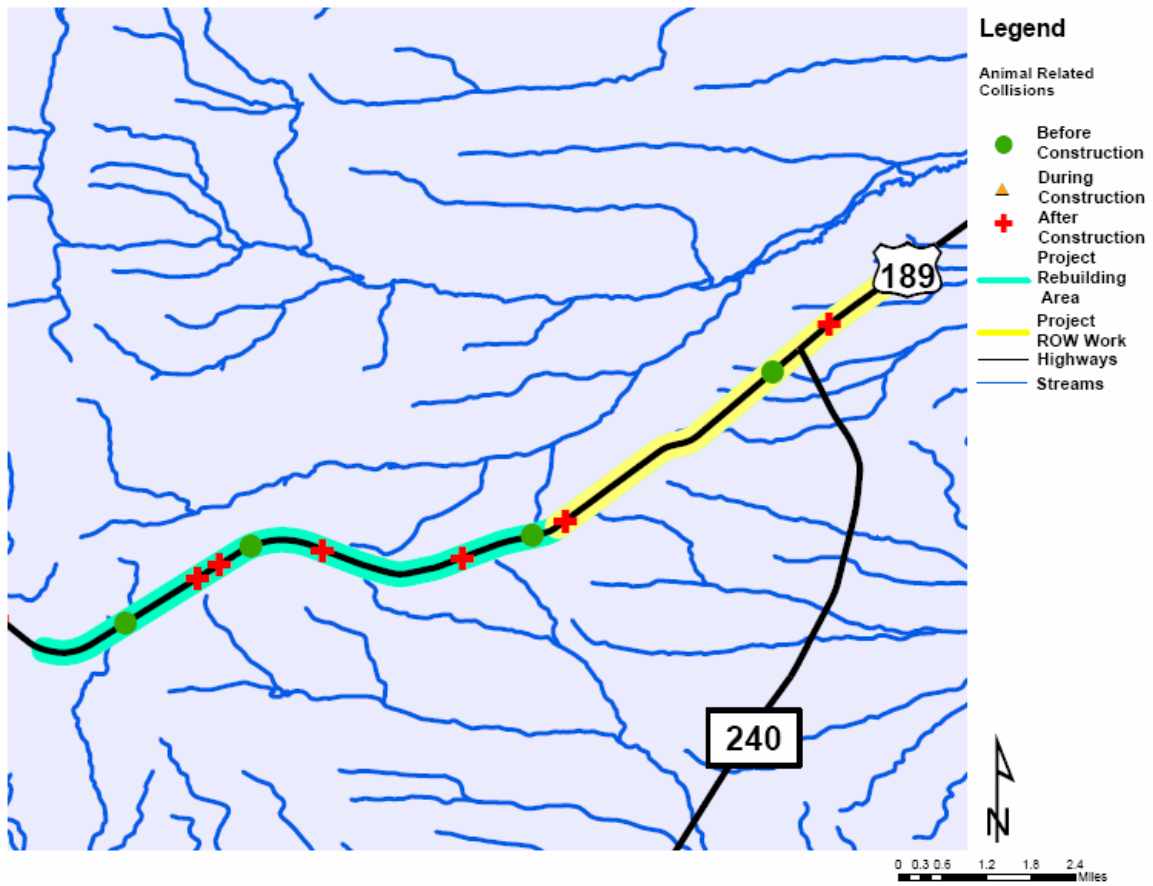 Legend
Animal Related
Collisions
Before
Construction
During
Construction
After
Construction
Project
Rebuilding
Area
Project
ROW Work
Highways
Streams
189
240
N
0 0.3 0.6 1.2 1.8 2.4
Miles